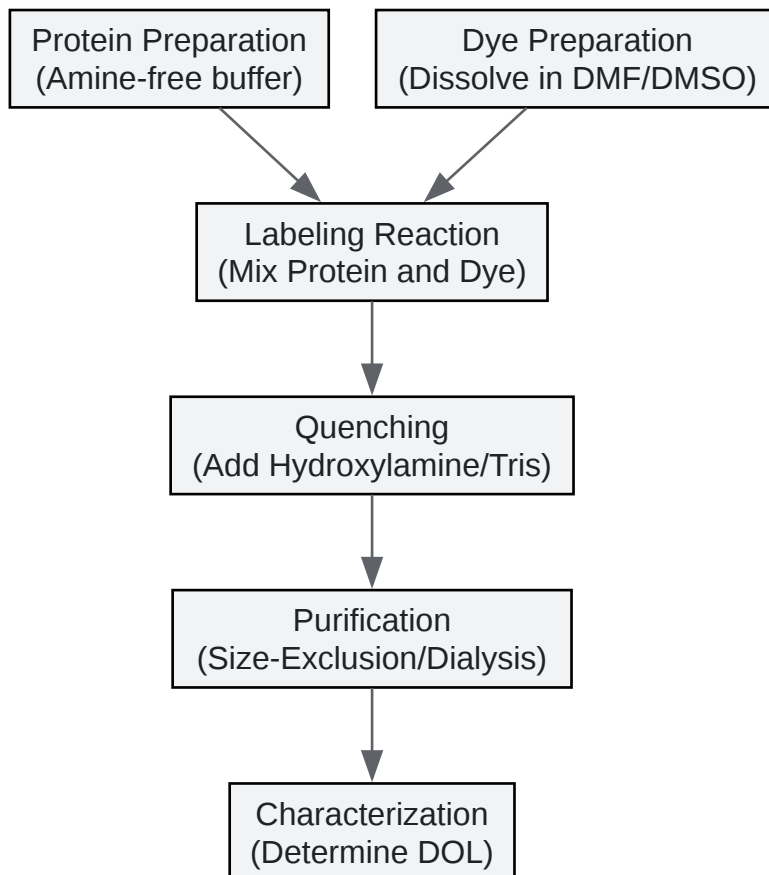 Protein Preparation
(Amine-free buffer)
Dye Preparation
(Dissolve in DMF/DMSO)
Labeling Reaction
(Mix Protein and Dye)
Quenching
(Add Hydroxylamine/Tris)
Purification
(Size-Exclusion/Dialysis)
Characterization
(Determine DOL)